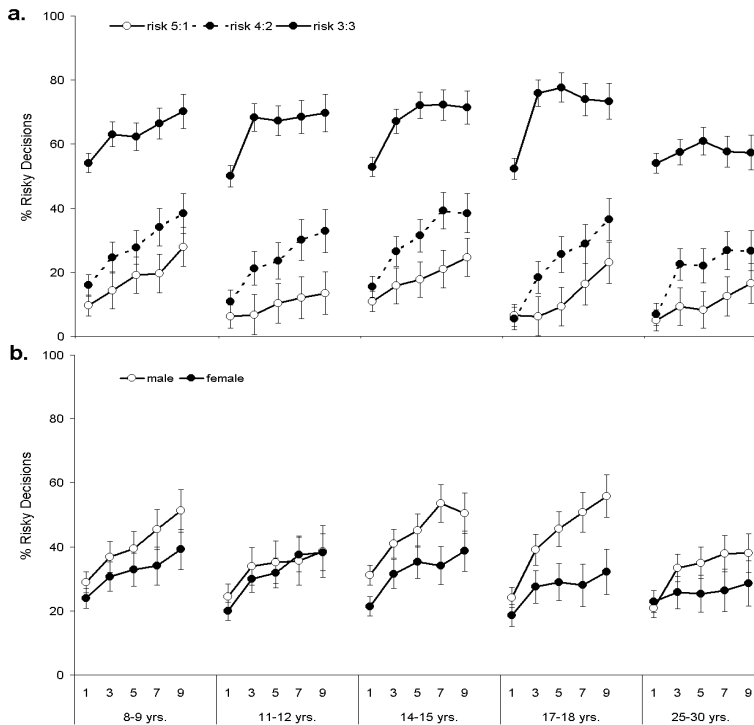 a.
risk 5:1 risk 4:2 risk 3:3
100
80
60
40
20
0
% Risky Decisions
b.
male female
100
80
60
40
20
0
% Risky Decisions
1 3 5 7 9 1 3 5 7 9 1 3 5 7 9 1 3 5 7 9 1 3 5 7 9
8-9 yrs. 11-12 yrs. 14-15 yrs. 17-18 yrs. 25-30 yrs.